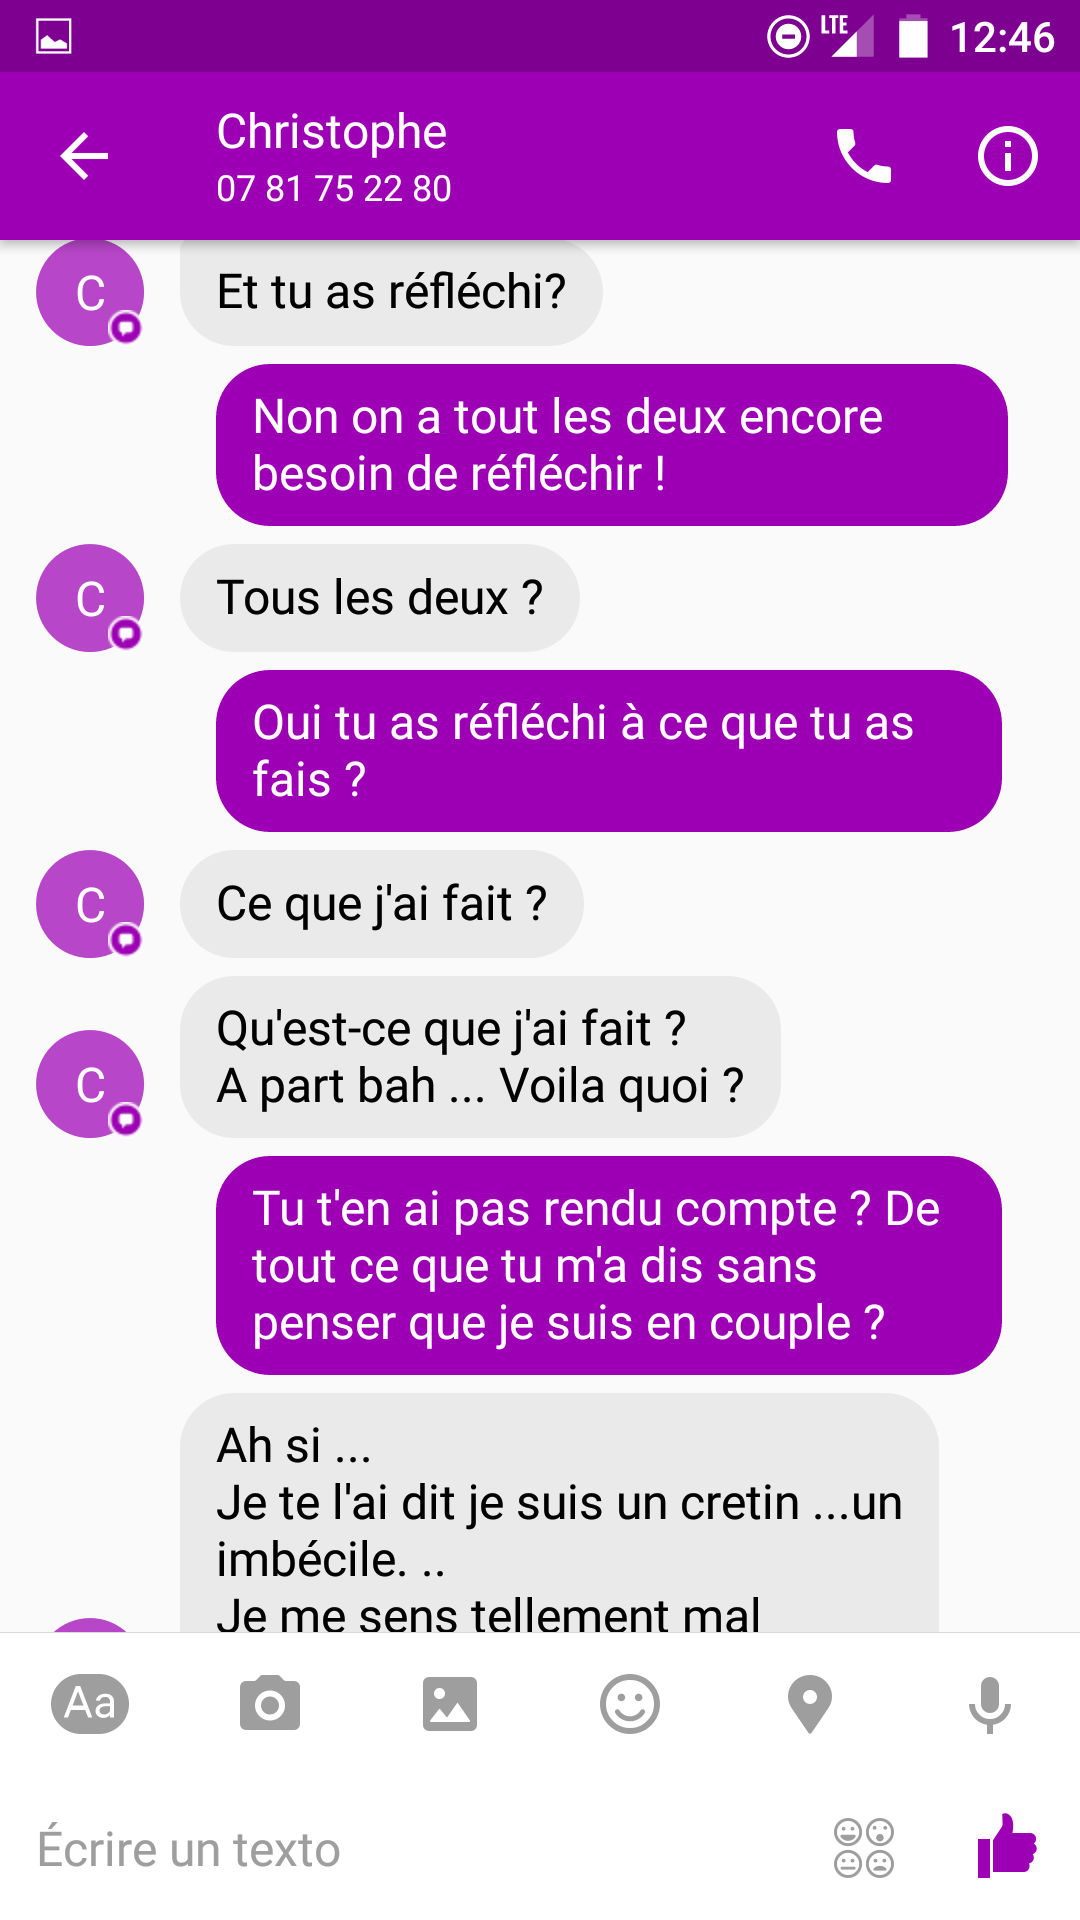 LTE 12:46
Christophe
07 81 75 22 80
C
Et tu as réfléchi?
Non on a tout les deux encore
besoin de réfléchir !
C
Tous les deux ?
Oui tu as réfléchi à ce que tu as
fais ?
C
Ce que j'ai fait ?
Qu'est-ce que j'ai fait ?
C
A part bah ... Voila quoi ?
Tu t'en ai pas rendu compte ? De
tout ce que tu m'a dis sans
penser que je suis en couple ?
Ah si ...
Je te l'ai dit je suis un cretin ...un
imbécile. ..
Je me sens tellement mal
Aa
Écrire un texto